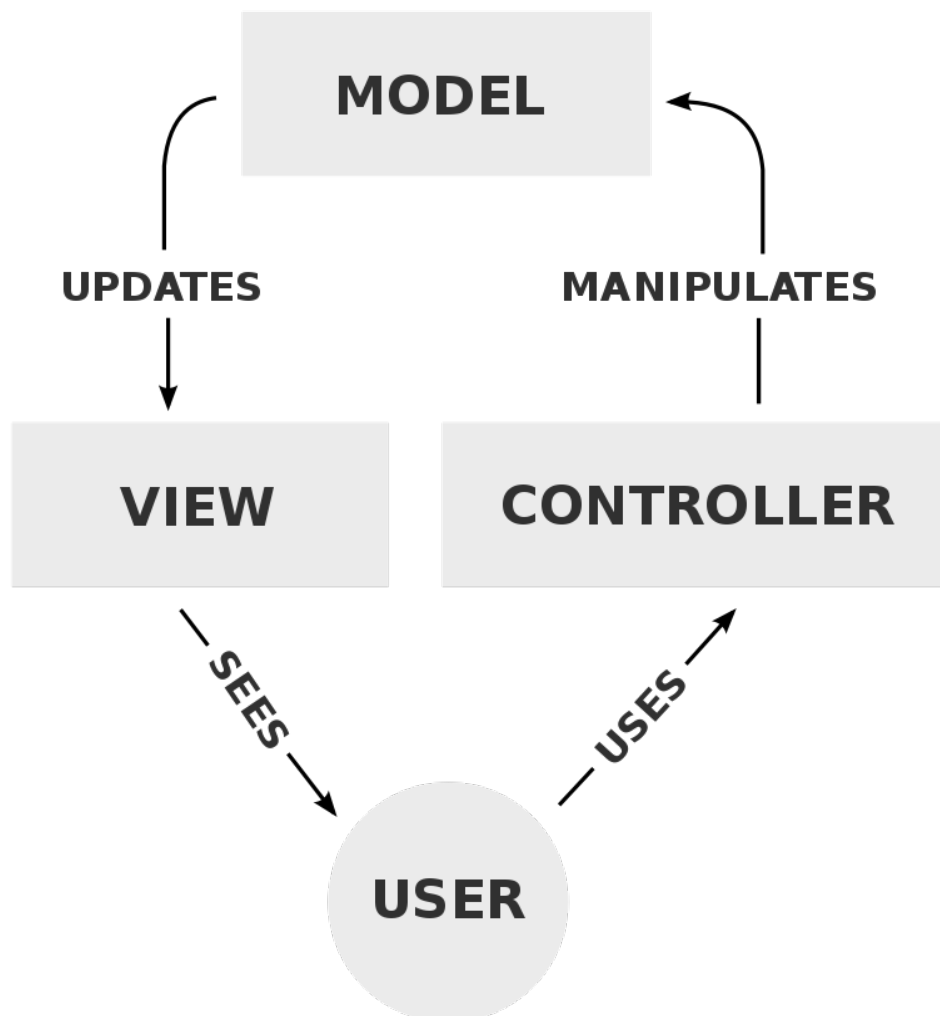 MODEL
UPDATES
MANIPULATES
VIEW
CONTROLLER
SEES
USES
USER